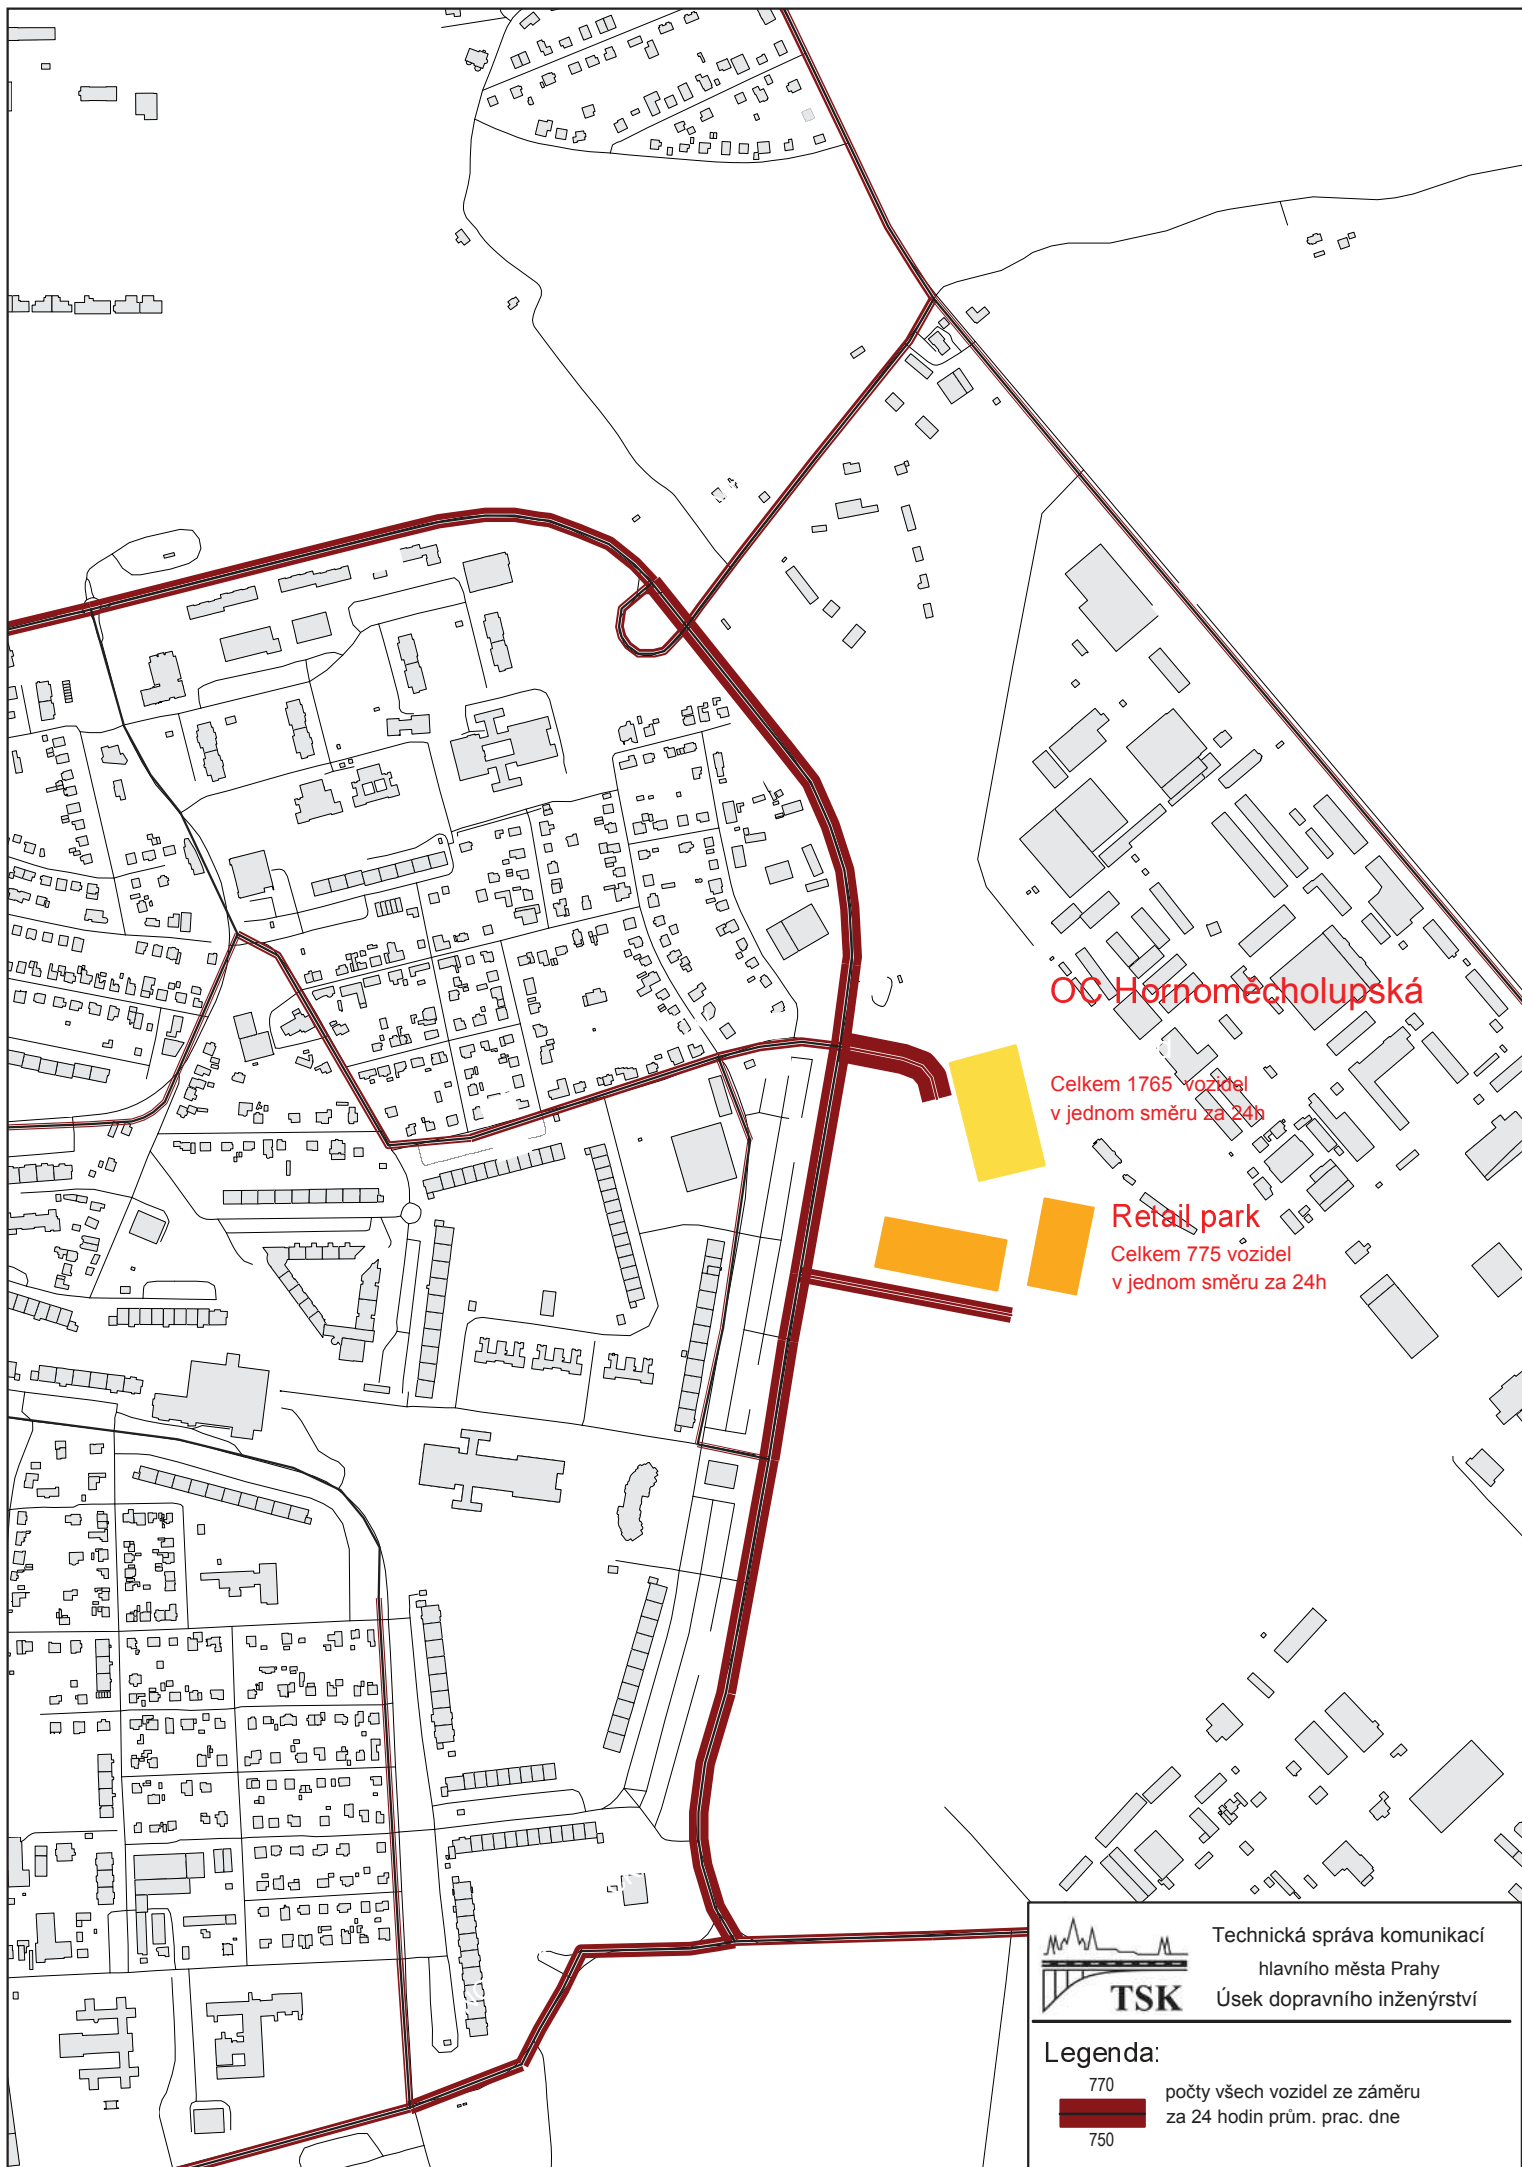 OC Hornoměcholupská
Celkem 1765 vozidel
v jednom směru za 24h
Retail park
Celkem 775 vozidel
v jednom směru za 24h
TSK
Technická správa komunikací
hlavního města Prahy
Úsek dopravního inženýrství
Legenda:
770
750
počty všech vozidel ze záměru
za 24 hodin prům. prac. dne